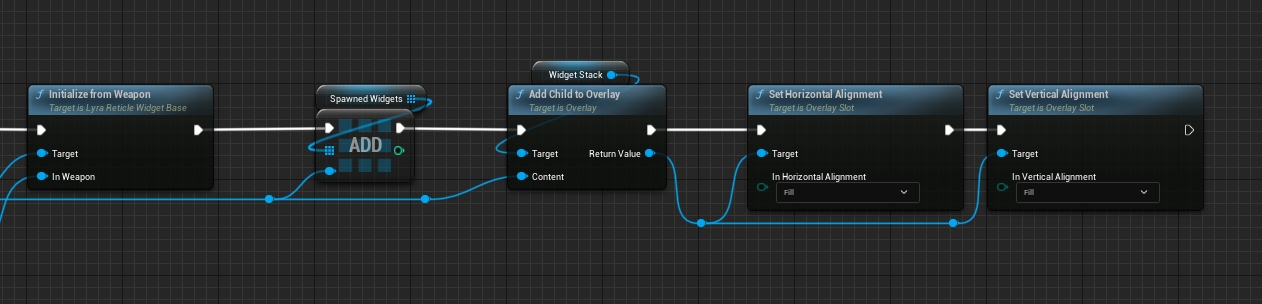 Initialize from Weapon
Target is Lyra Reticle Widget Base
Target
In Weapon
Spawned Widgets
ADD
Widget Stack
Add Child to Overlay
Target is Overlay
Target
Return Value
Content
Set Horizontal Alignment
Target is Overlay Slot
Target
In Horizontal Alignment
Fill
Set Vertical Alignment
Target is Overlay Slot
Target
In Vertical Alignment
Fill